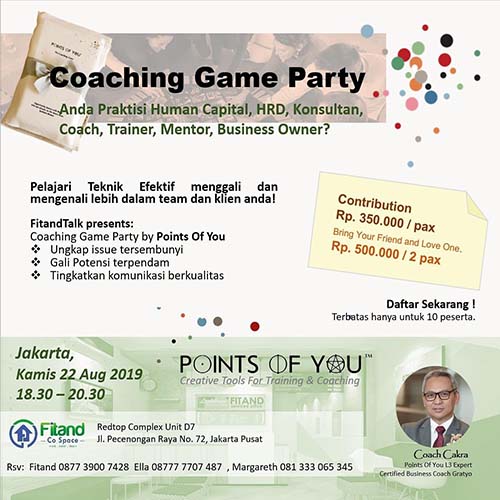 POINTS OF YOU
Coaching Game Party
Anda Praktisi Human Capital, HRD, Konsultan,
Coach, Trainer, Mentor, Business Owner?
Pelajari Teknik Efektif menggali dan
mengenali lebih dalam team dan klien anda!
FitandTalk presents:
Coaching Game Party by Points Of You
❖ Ungkap issue tersembunyi
❖ Gali Potensi terpendam
❖ Tingkatkan komunikasi berkualitas
Contribution
Rp. 350.000 / pax
Bring Your Friend and Love One.
Rp. 500.000 / 2 pax
Daftar Sekarang !
Terbatas hanya untuk 10 peserta.
Jakarta,
Kamis 22 Aug 2019
18.30 – 20.30
POINTS OF YOU™
Creative Tools For Training & Coaching
Fitand
Co Space
Redtop Complex Unit D7
Jl. Pecenongan Raya No. 72, Jakarta Pusat
Rsv: Fitand 0877 3900 7428 Ella 08777 7707 487 , Margareth 081 333 065 345
Coach Cakra
Points Of You L3 Expert
Certified Business Coach Gratyo